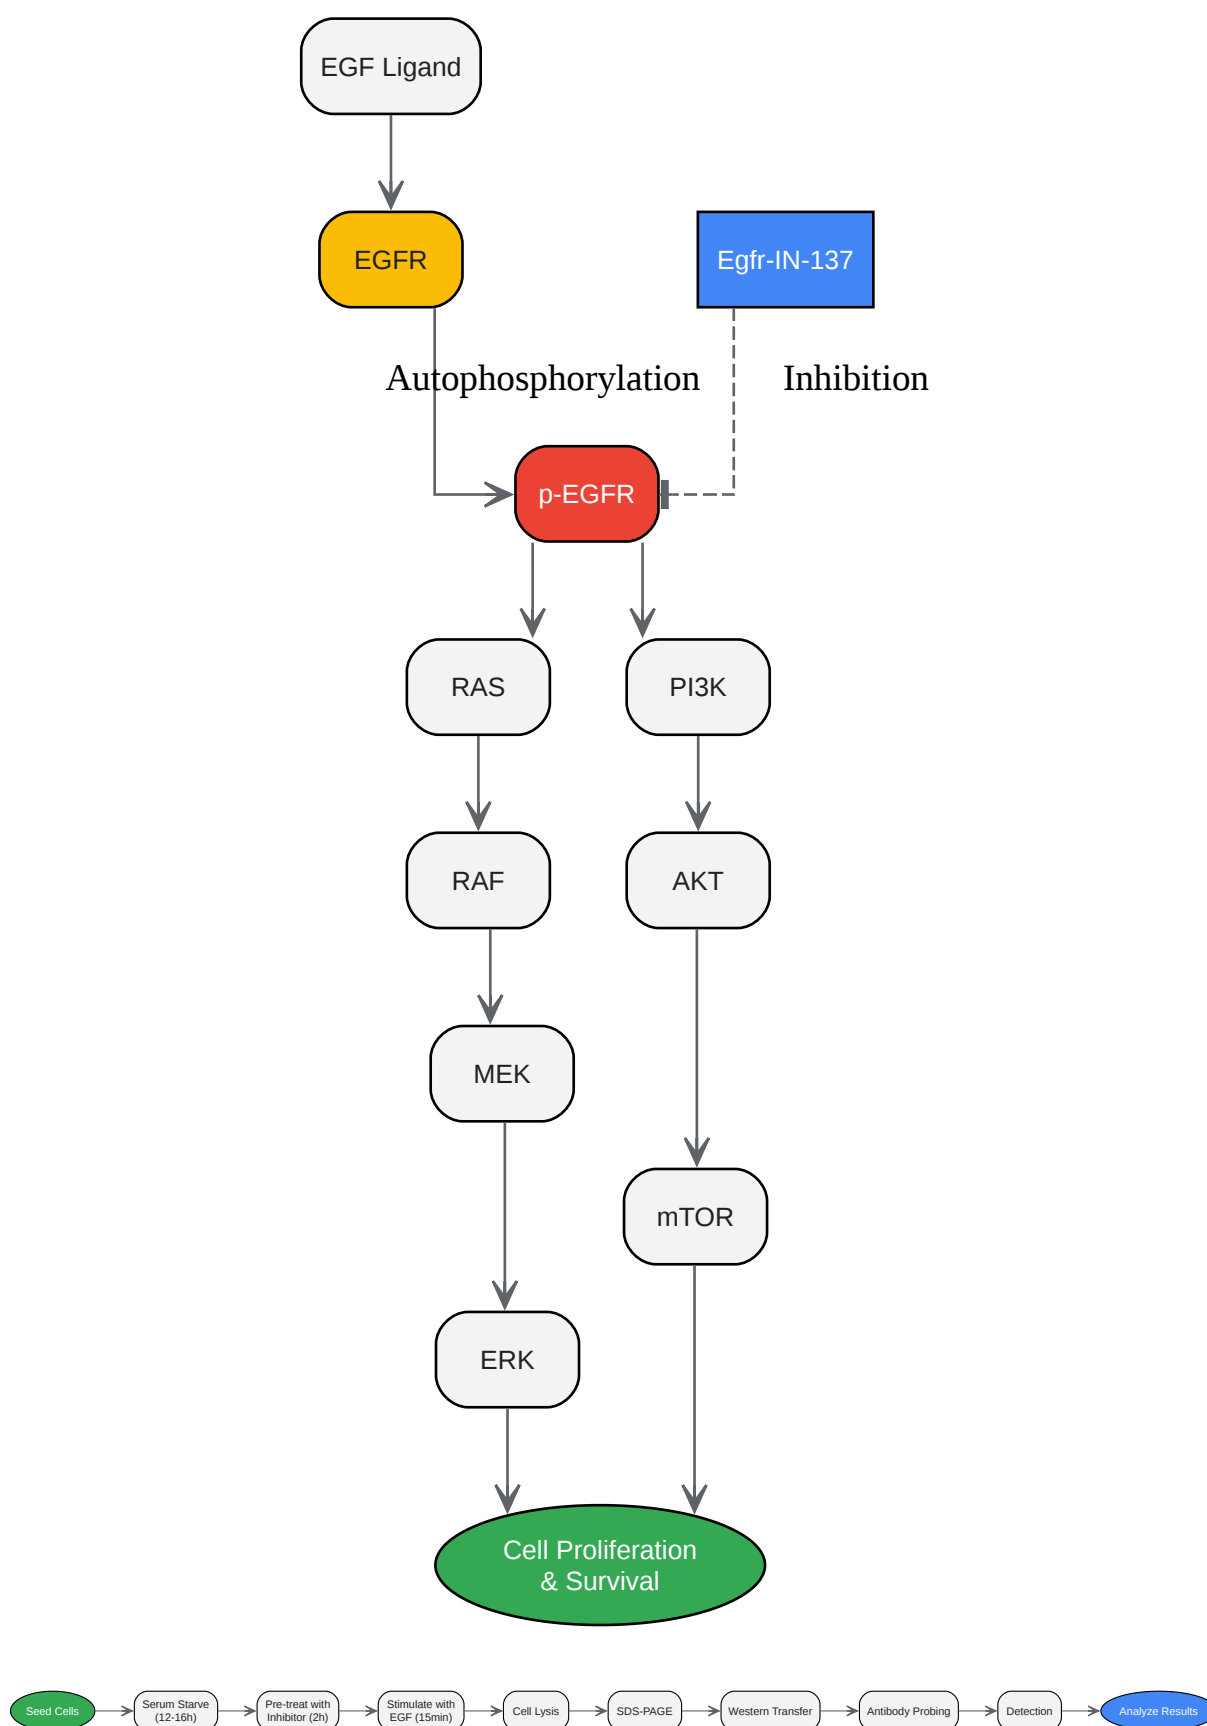 EGF Ligand
EGFR
Egfr-IN-137
Autophosphorylation
Inhibition
p-EGFR
RAS
PI3K
RAF
AKT
MEK
mTOR
ERK
Cell Proliferation
& Survival
Seed Cells
Serum Starve
(12-16h)
Pre-treat with
Inhibitor (2h)
Stimulate with
EGF (15min)
Cell Lysis
SDS-PAGE
Western Transfer
Antibody Probing
Detection
Analyze Results